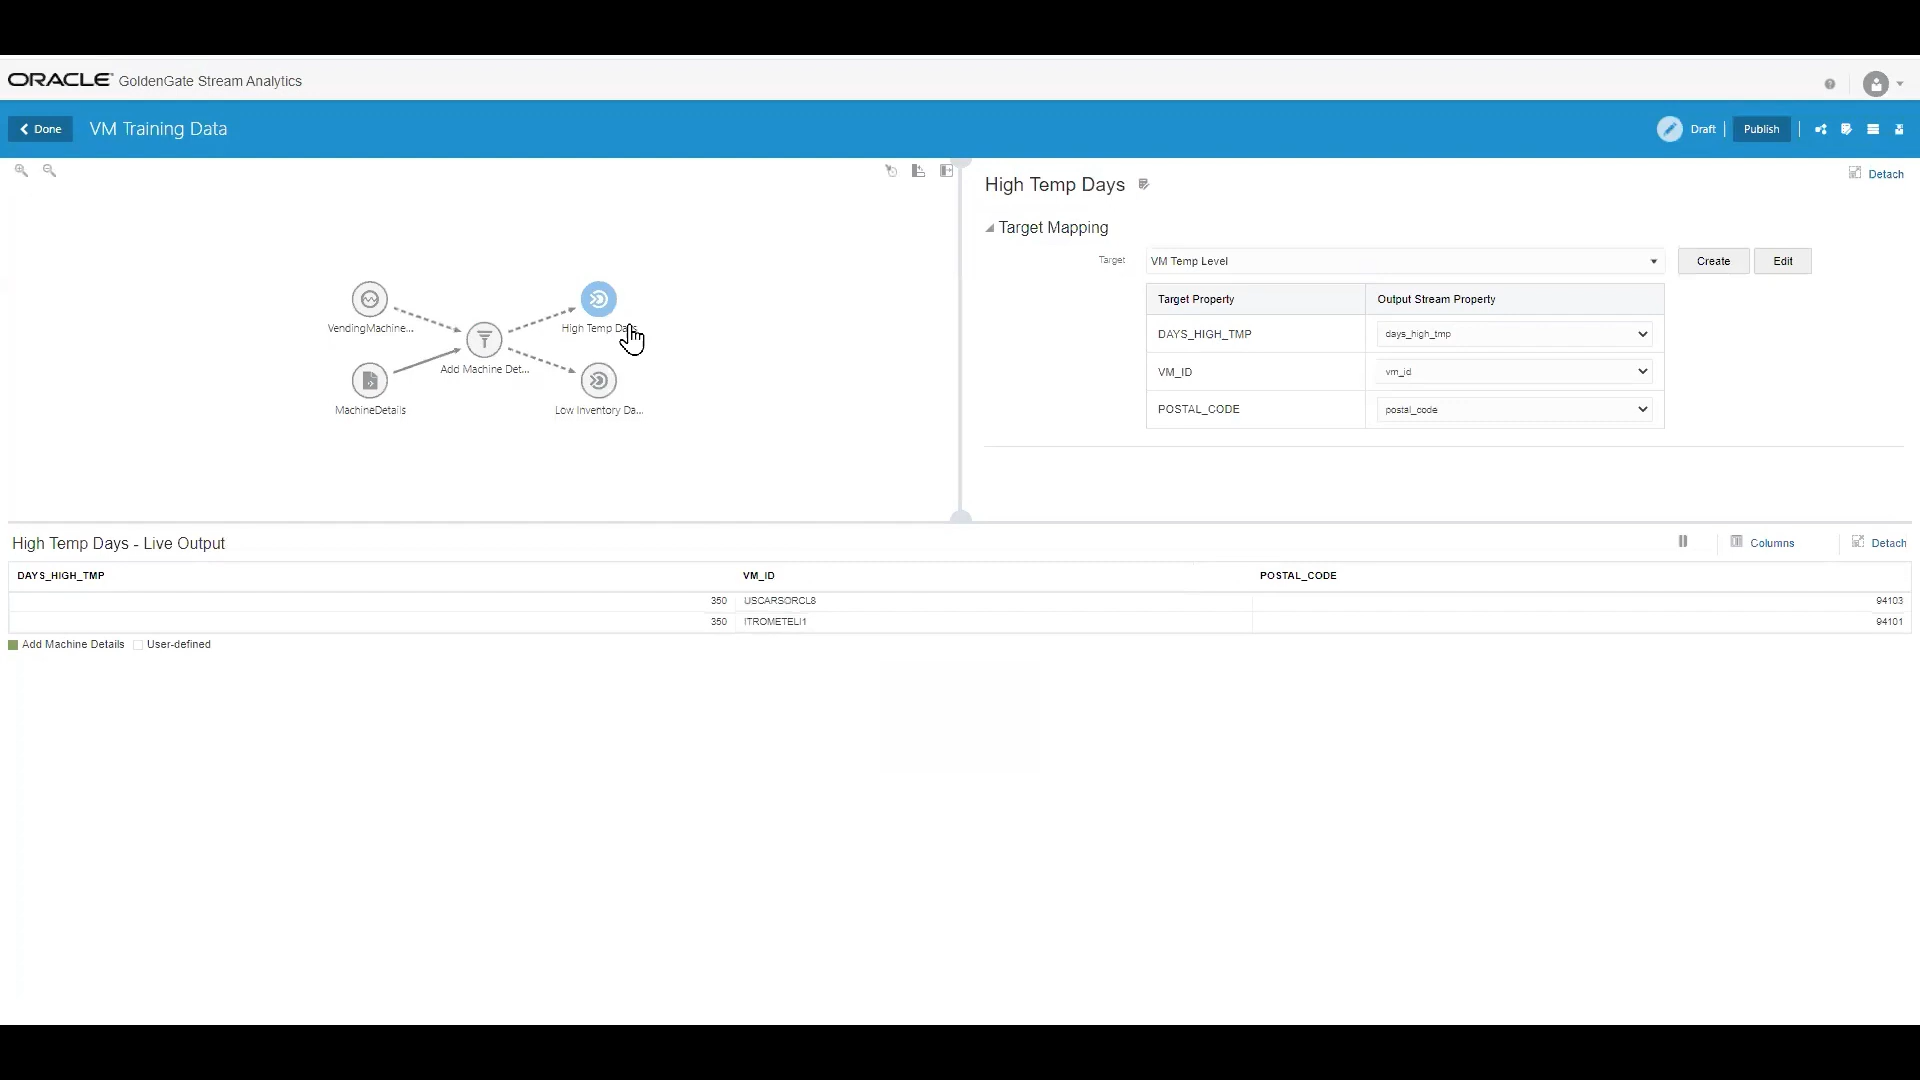 ORACLE GoldenGate Stream Analytics
Done
VM Training Data
Draft
Publish
VendingMachine...
MachineDetails
Add Machine Det...
High Temp Days
Low Inventory Da...
High Temp Days
Detach
Target Mapping
Target
VM Temp Level
Create
Edit
Target Property
Output Stream Property
DAYS_HIGH_TMP
days_high_tmp
VM_ID
vm_id
POSTAL_CODE
postal_code
High Temp Days - Live Output
Columns
Detach
DAYS_HIGH_TMP VM_ID POSTAL_CODE
350 USCARSORCL8 94103
350 ITROMETELI1 94101
Add Machine Details User-defined